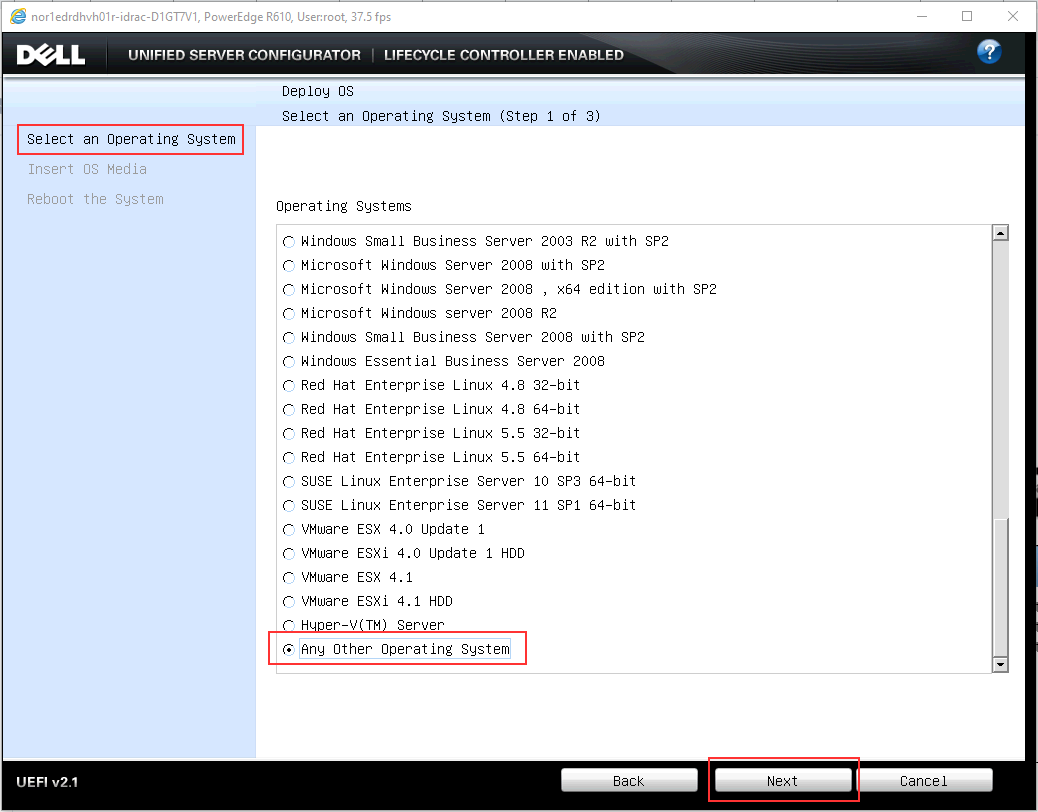 nor1edrdhvh01r-idrac-D1GT7V1, PowerEdge R610, User:root, 37.5 fps
DELL UNIFIED SERVER CONFIGURATOR | LIFECYCLE CONTROLLER ENABLED ?
Deploy OS
Select an Operating System (Step 1 of 3)
Select an Operating System
Insert OS Media
Reboot the System
Operating Systems
Windows Small Business Server 2003 R2 with SP2
Microsoft Windows Server 2008 with SP2
Microsoft Windows Server 2008 , x64 edition with SP2
Microsoft Windows server 2008 R2
Windows Small Business Server 2008 with SP2
Windows Essential Business Server 2008
Red Hat Enterprise Linux 4.8 32-bit
Red Hat Enterprise Linux 4.8 64-bit
Red Hat Enterprise Linux 5.5 32-bit
Red Hat Enterprise Linux 5.5 64-bit
SUSE Linux Enterprise Server 10 SP3 64-bit
SUSE Linux Enterprise Server 11 SP1 64-bit
VMware ESX 4.0 Update 1
VMware ESXi 4.0 Update 1 HDD
VMware ESX 4.1
VMware ESXi 4.1 HDD
Hyper-V(TM) Server
Any Other Operating System
UEFI v2.1
Back
Next
Cancel